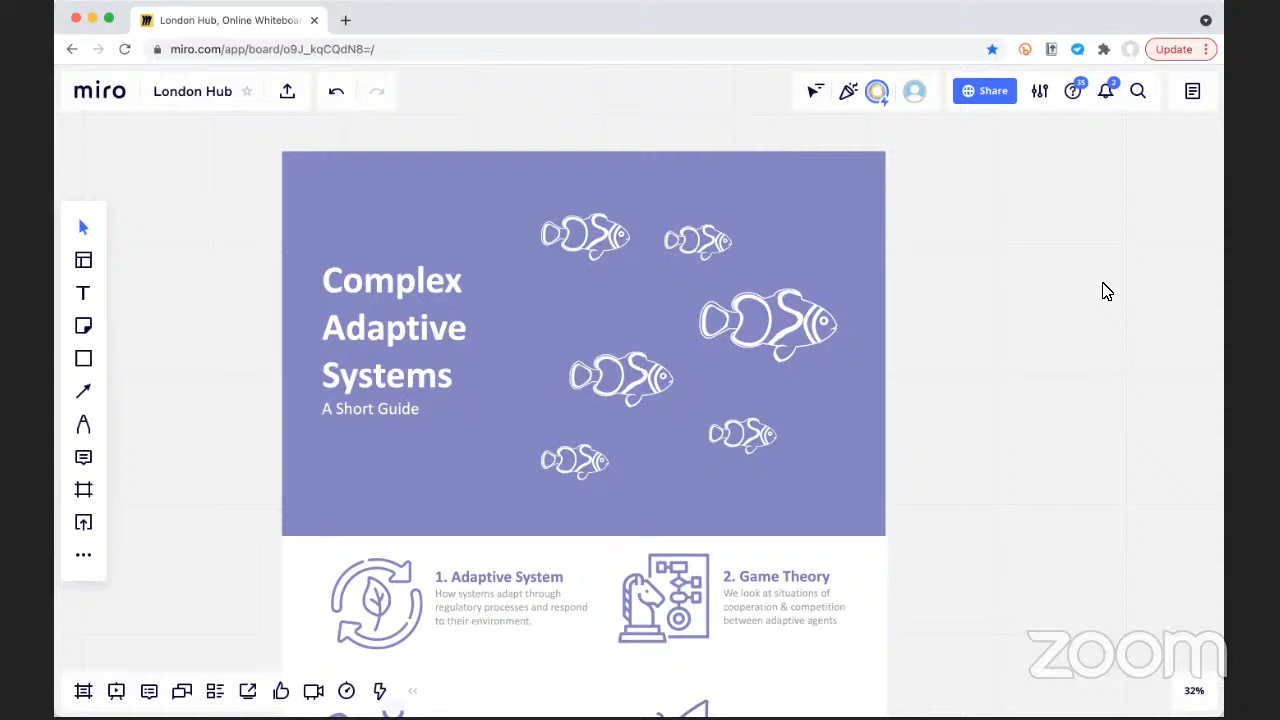 London Hub, Online Whiteboa
miro.com/app/board/o9J_kqCQdN8=/
Update
miro
London Hub
Share
35
2
Complex
Adaptive
Systems
A Short Guide
1. Adaptive System
How systems adapt through
regulatory processes and respond
to their environment.
2. Game Theory
We look at situations of
cooperation & competition
between adaptive agents
zoom
32%